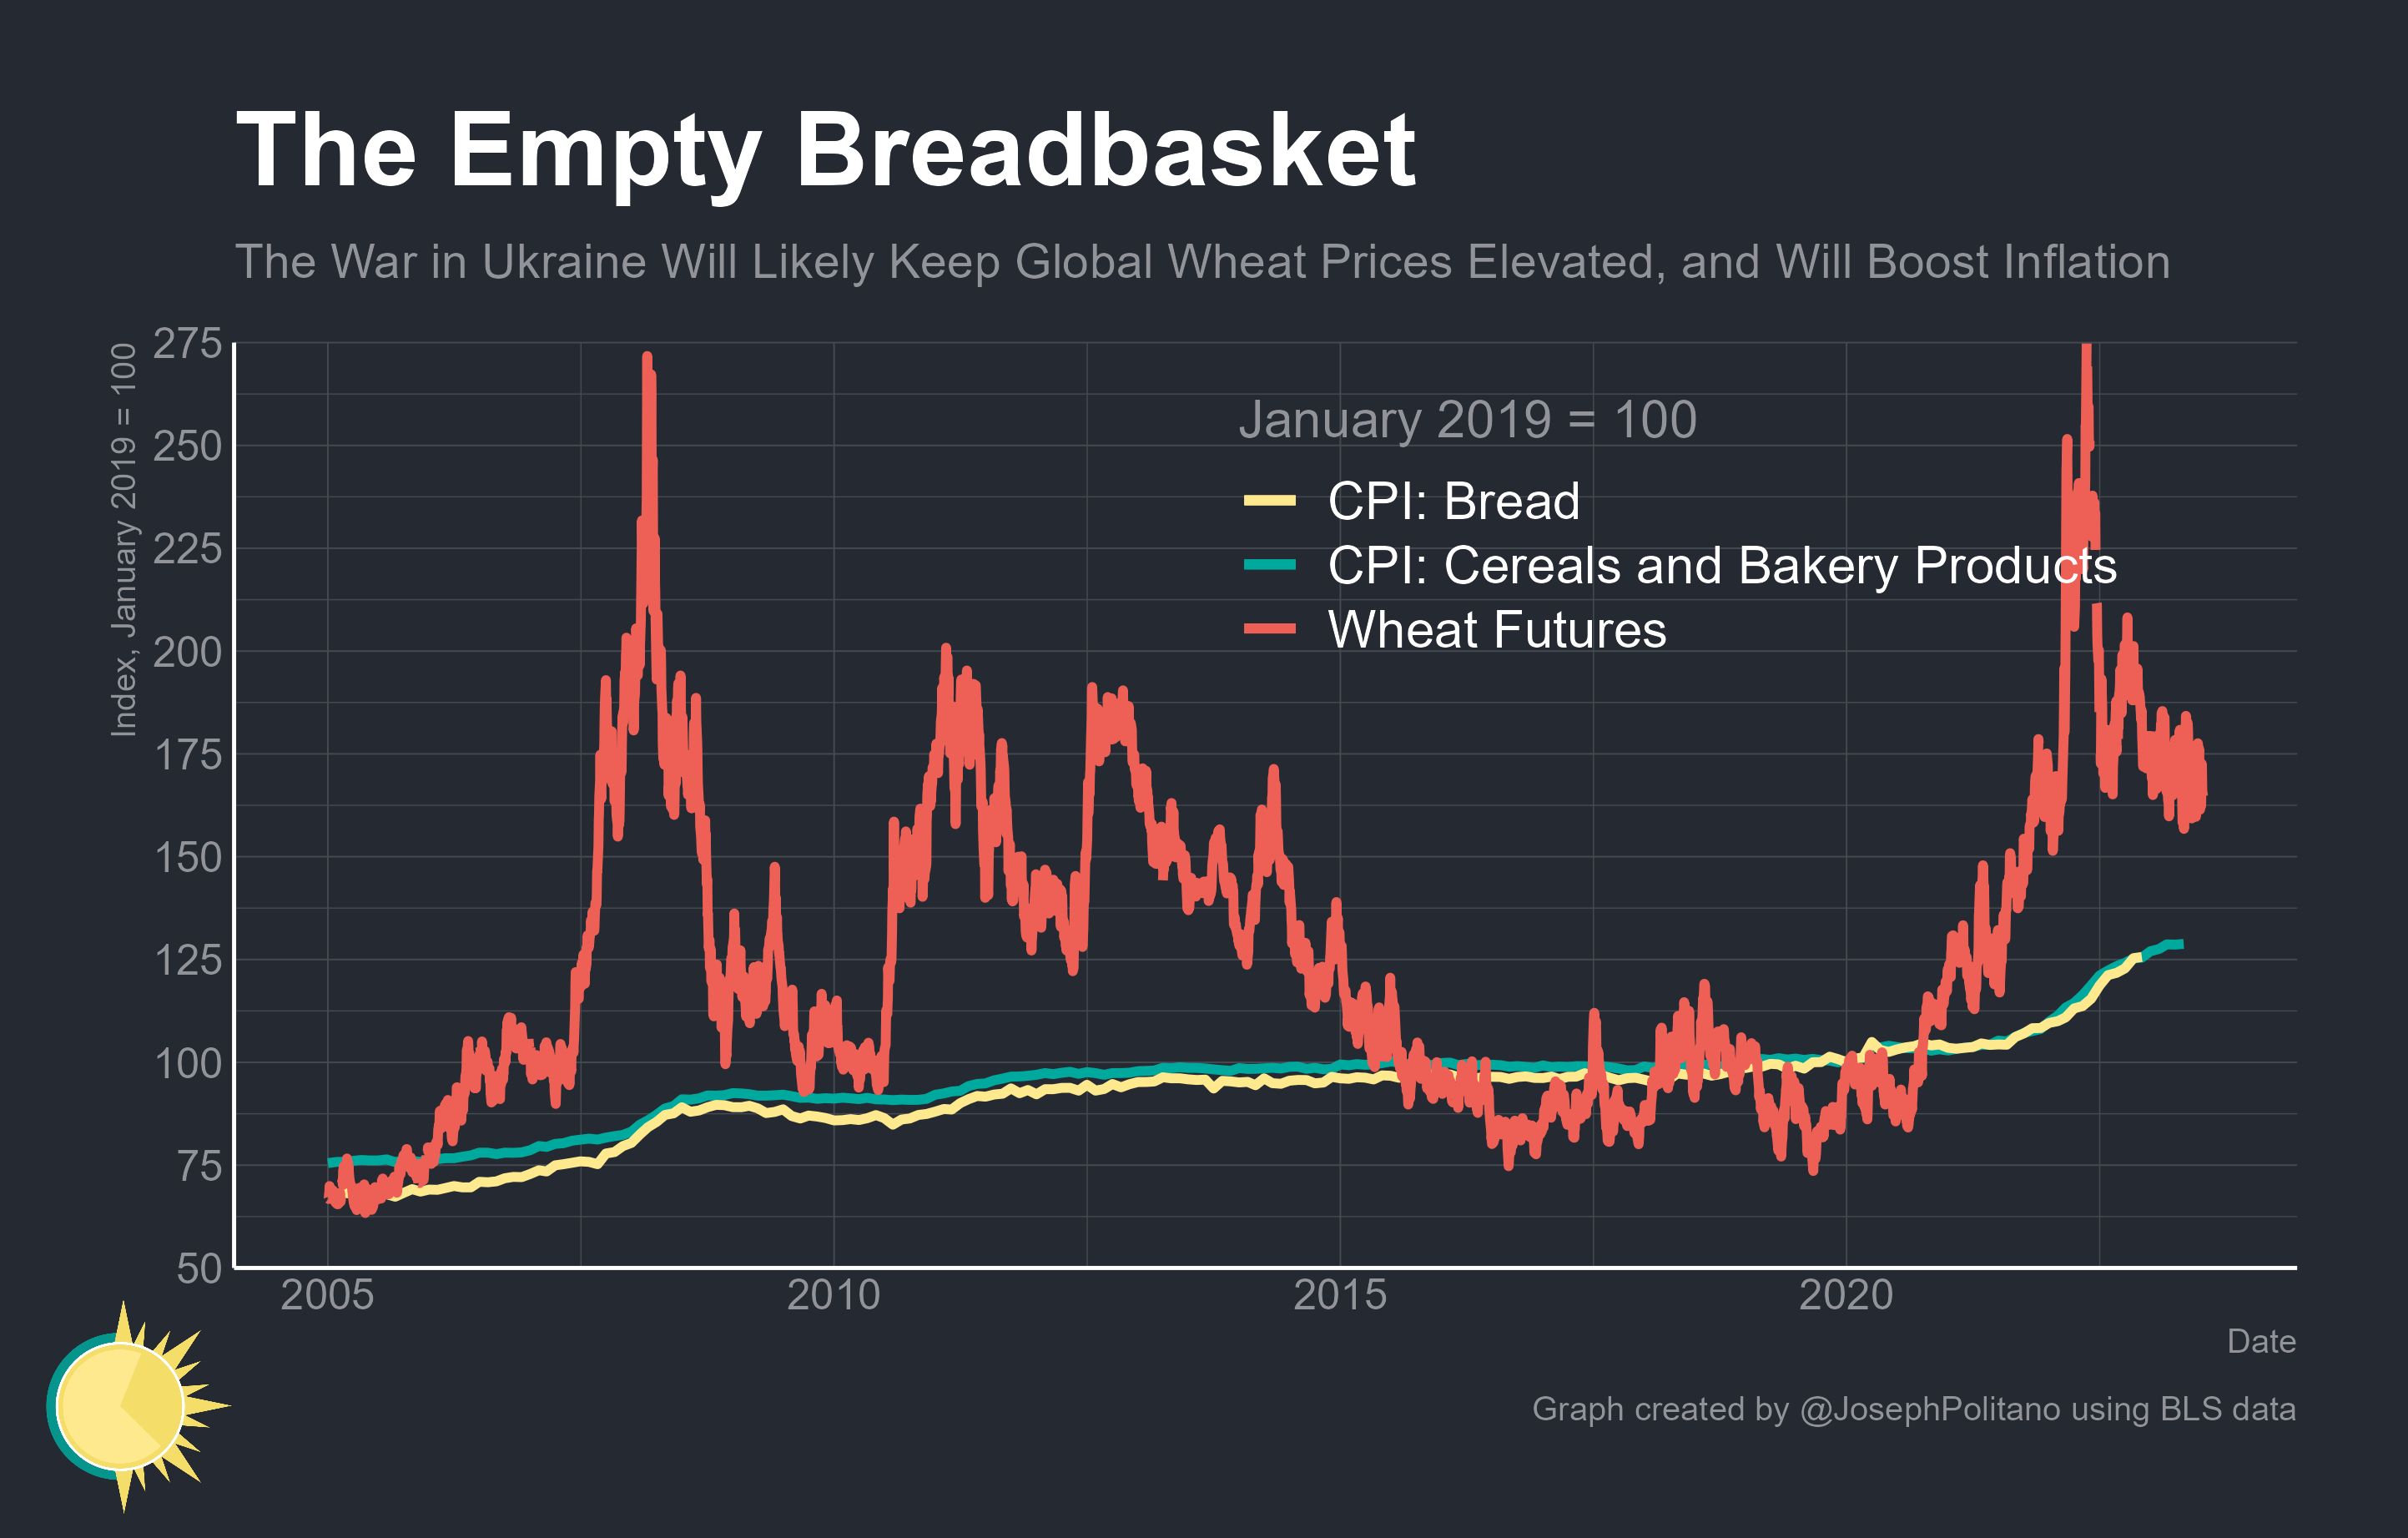 The Empty Breadbasket
The War in Ukraine Will Likely Keep Global Wheat Prices Elevated, and Will Boost Inflation
Index, January 2019 = 100
275
250
225
200
175
150
125
100
75
50
January 2019 = 100
CPI: Bread
CPI: Cereals and Bakery Products
Wheat Futures
2005 2010 2015 2020
Date
Graph created by @JosephPolitano using BLS data